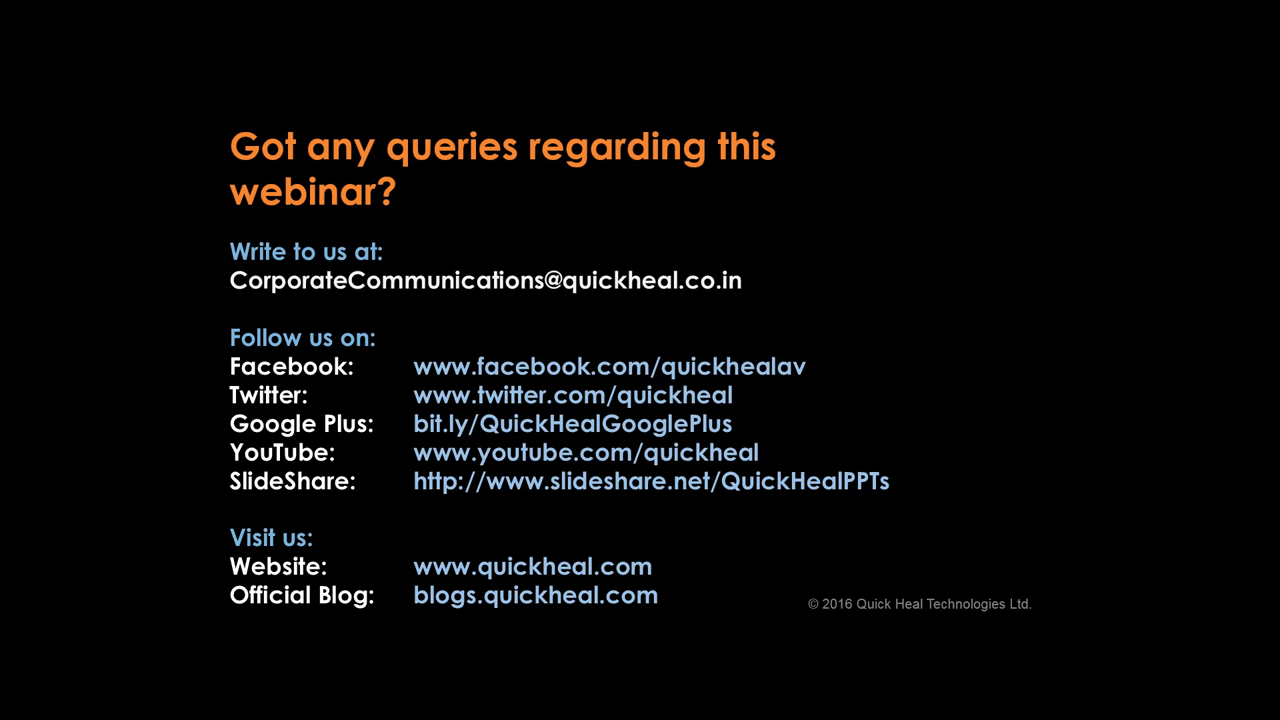 Got any queries regarding this
webinar?
Write to us at:
CorporateCommunications@quickheal.co.in
Follow us on:
Facebook: www.facebook.com/quickhealav
Twitter: www.twitter.com/quickheal
Google Plus: bit.ly/QuickHealGooglePlus
YouTube: www.youtube.com/quickheal
SlideShare: http://www.slideshare.net/QuickHealPPTs
Visit us:
Website: www.quickheal.com
Official Blog: blogs.quickheal.com
© 2016 Quick Heal Technologies Ltd.